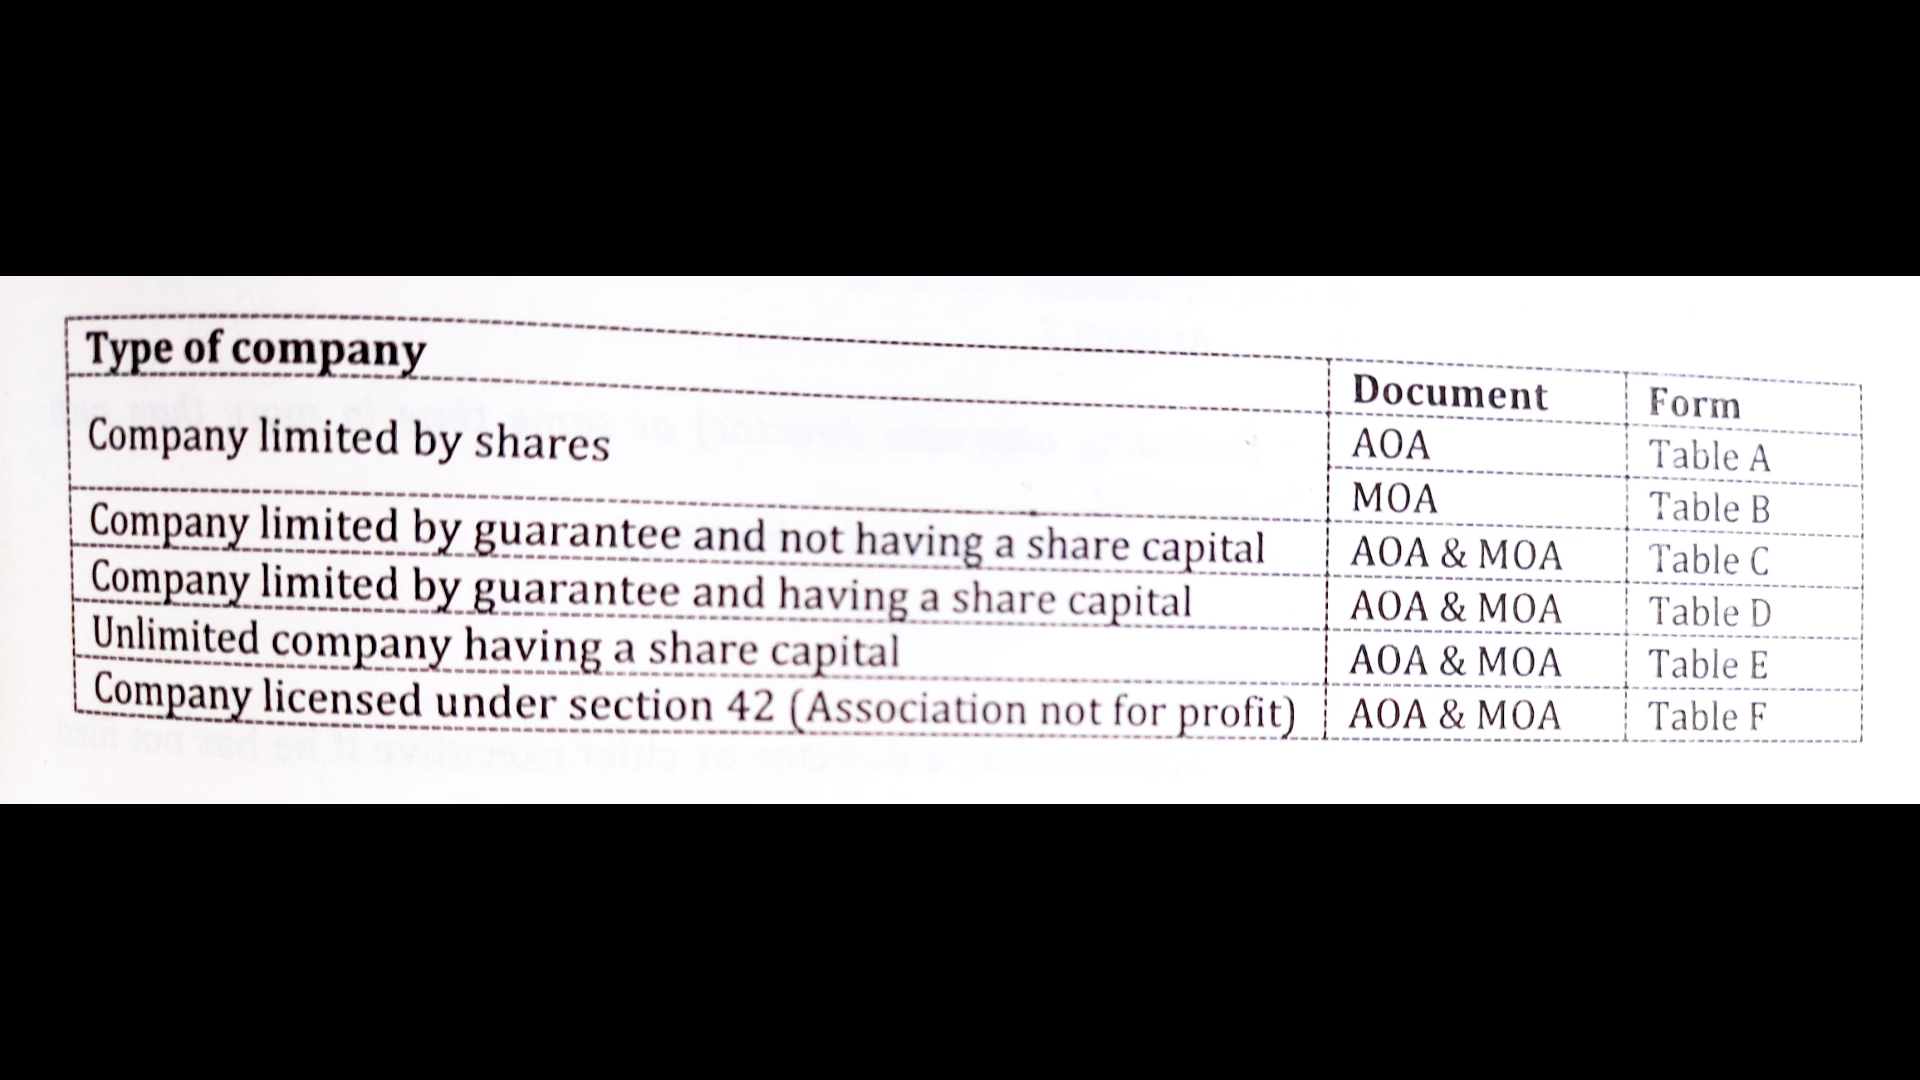 Type of company Document Form
Company limited by shares AOA Table A
MOA Table B
Company limited by guarantee and not having a share capital AOA & MOA Table C
Company limited by guarantee and having a share capital AOA & MOA Table D
Unlimited company having a share capital AOA & MOA Table E
Company licensed under section 42 (Association not for profit) AOA & MOA Table F